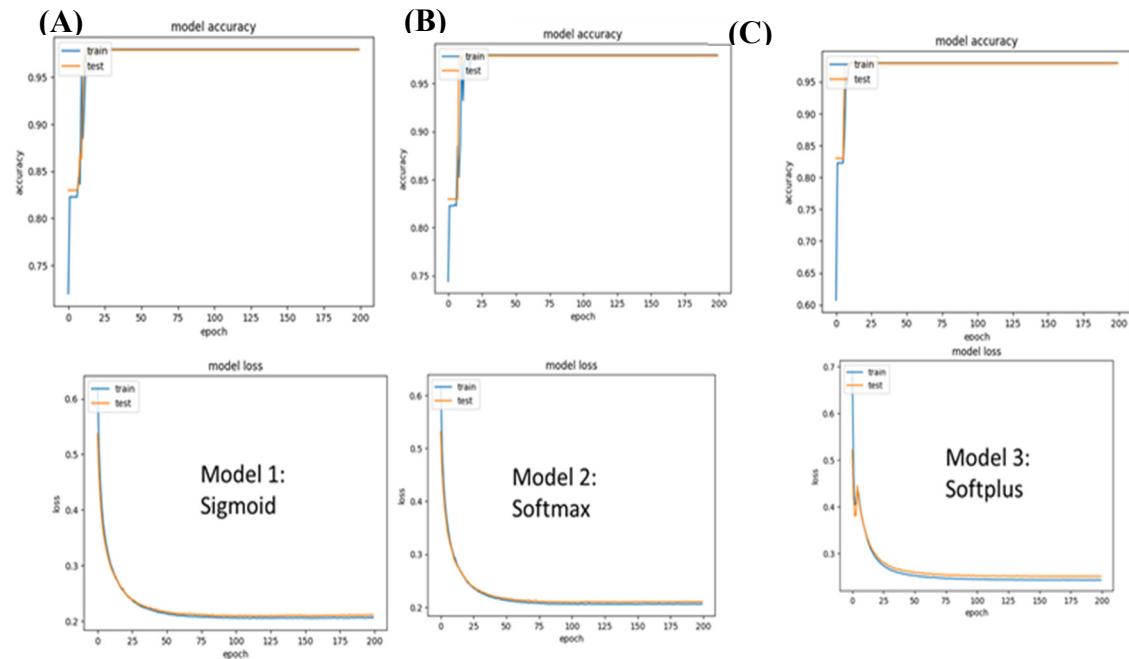 (A)
model accuracy
train
test
accuracy
0.95
0.90
0.85
0.80
0.75
0 25 50 75 100 125 150 175 200
epoch
(B)
model accuracy
train
test
accuracy
0.95
0.90
0.85
0.80
0.75
0 25 50 75 100 125 150 175 200
epoch
(C)
model accuracy
train
test
accuracy
0.95
0.90
0.85
0.80
0.75
0.70
0.65
0.60
0 25 50 75 100 125 150 175 200
epoch
model loss
train
test
loss
0.6
0.5
0.4
0.3
0.2
Model 1:
Sigmoid
0 25 50 75 100 125 150 175 200
epoch
model loss
train
test
loss
0.6
0.5
0.4
0.3
0.2
Model 2:
Softmax
0 25 50 75 100 125 150 175 200
epoch
model loss
train
test
loss
0.7
0.6
0.5
0.4
0.3
Model 3:
Softplus
0 25 50 75 100 125 150 175 200
epoch